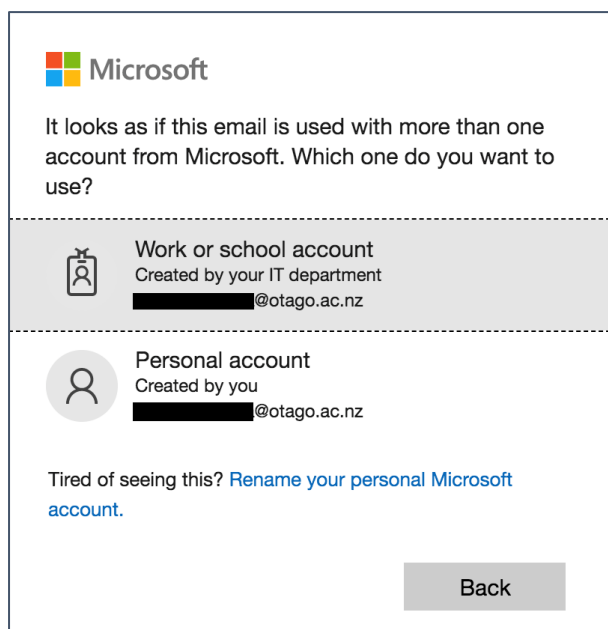 Microsoft
It looks as if this email is used with more than one
account from Microsoft. Which one do you want to
use?
Work or school account
Created by your IT department
@otago.ac.nz
Personal account
Created by you
@otago.ac.nz
Tired of seeing this? Rename your personal Microsoft
account.
Back